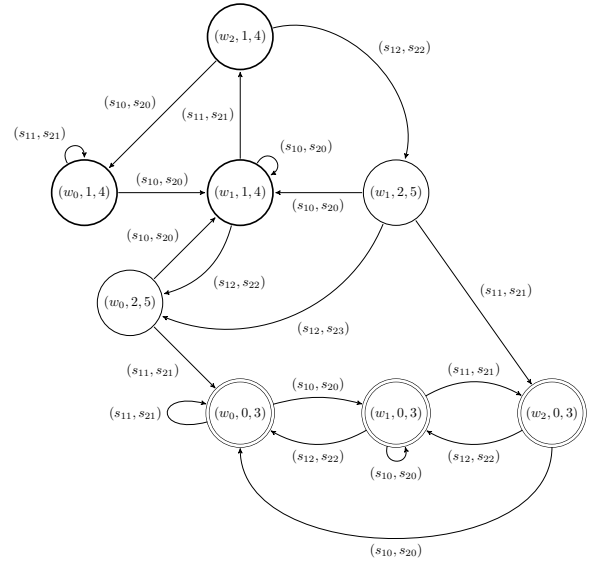 (w₂, 1, 4)
(s₁₂, s₂₂)
(s₁₀, s₂₀)
(s₁₁, s₂₁)
(s₁₁, s₂₁)
(s₁₀, s₂₀)
(w₀, 1, 4)
(s₁₀, s₂₀)
(w₁, 1, 4)
(s₁₀, s₂₀)
(w₁, 2, 5)
(s₁₀, s₂₀)
(s₁₂, s₂₂)
(s₁₁, s₂₁)
(w₀, 2, 5)
(s₁₂, s₂₃)
(s₁₁, s₂₁)
(s₁₀, s₂₀)
(s₁₁, s₂₁)
(s₁₁, s₂₁)
(w₀, 0, 3)
(w₁, 0, 3)
(w₂, 0, 3)
(s₁₂, s₂₂)
(s₁₂, s₂₂)
(s₁₀, s₂₀)
(s₁₀, s₂₀)